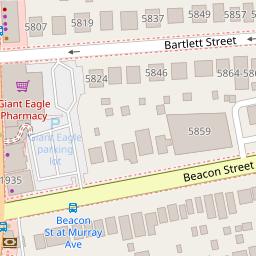 5807
5819
5837
5857
Bartlett Street
5824
5846
5864
586
Giant Eagle
Pharmacy
Giant Eagle
parking
lot
5859
1935
Beacon Street
Beacon
St at Murray
Ave